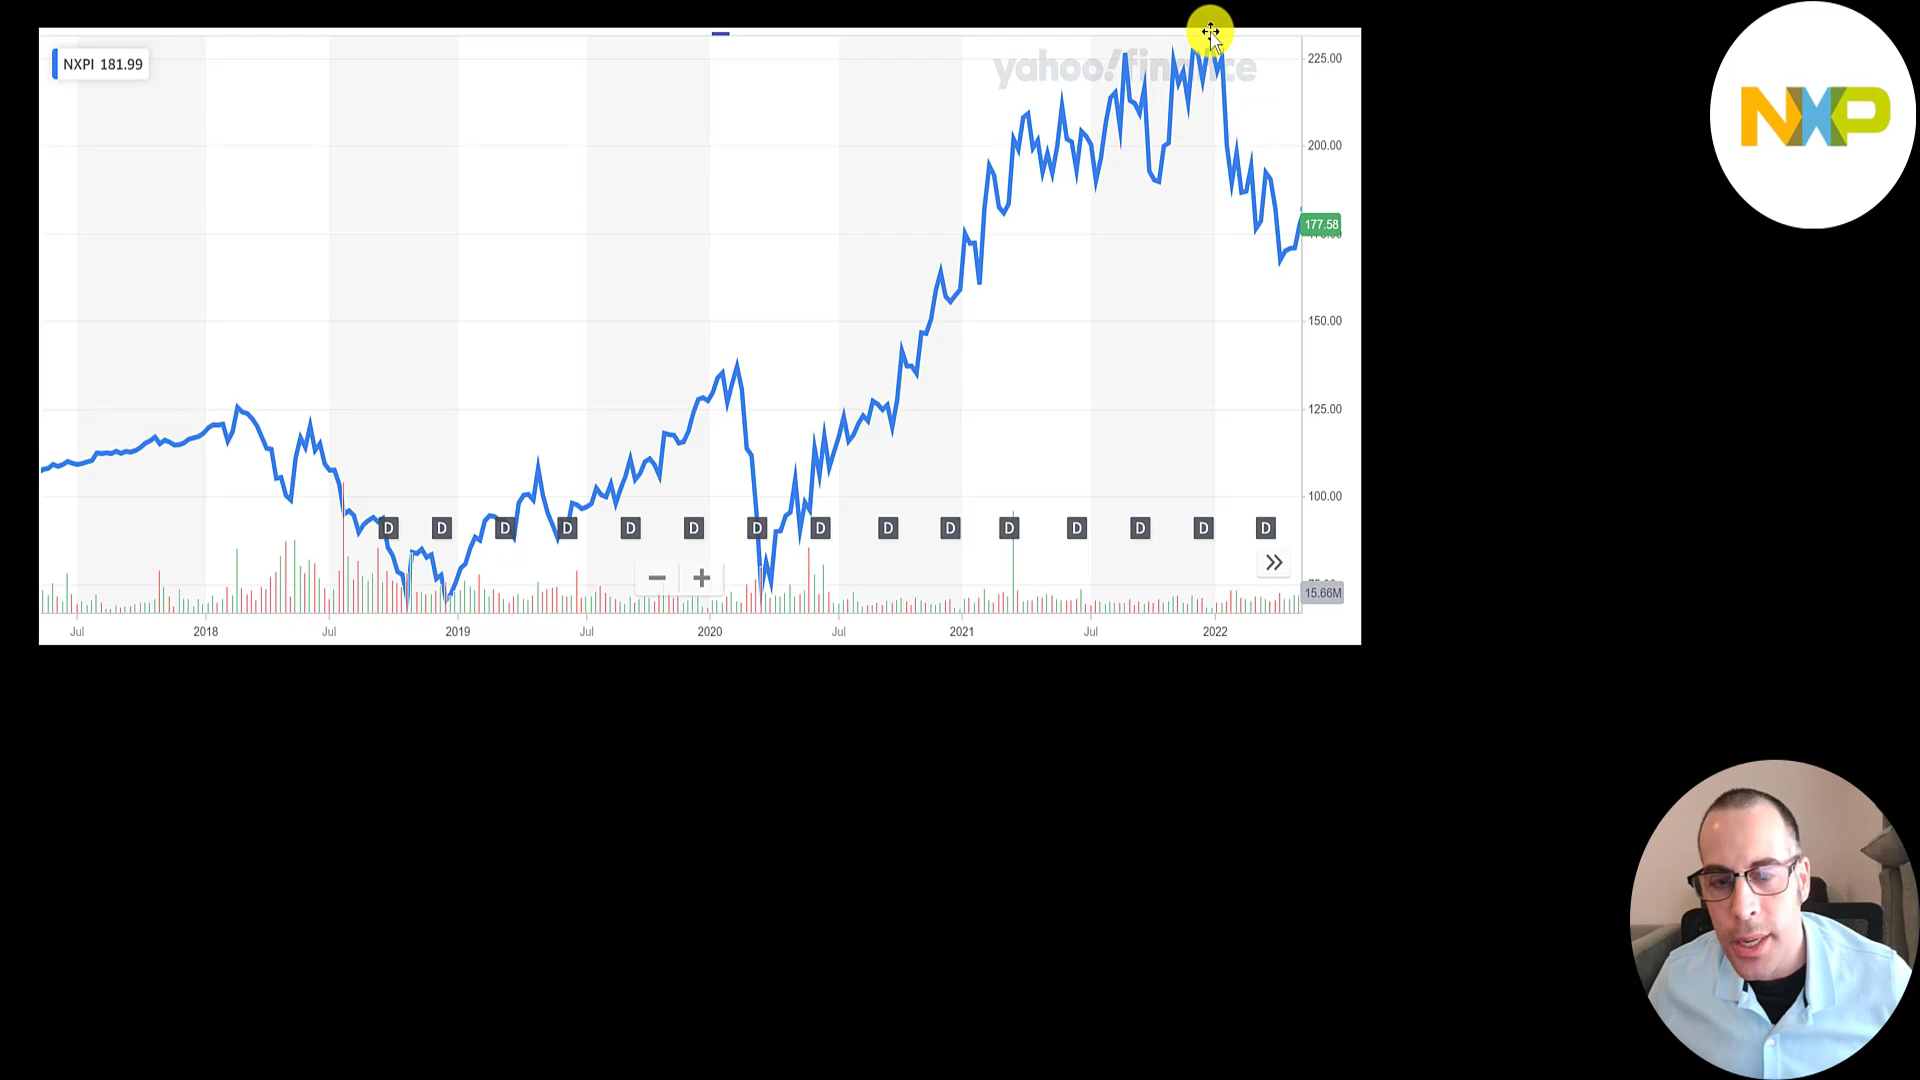 NXPI 181.99
yahoo!finance
225.00
NXP
200.00
177.58
150.00
125.00
100.00
D D D D D D D D D D D D D D D
− +
»
15.66M
Jul 2018 Jul 2019 Jul 2020 Jul 2021 Jul 2022